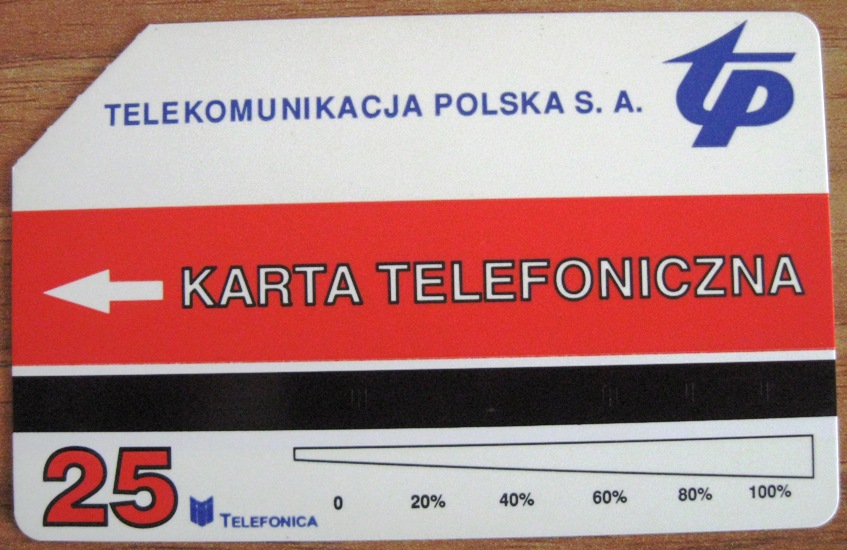 TELEKOMUNIKACJA POLSKA S. A.
tp
KARTA TELEFONICZNA
25
TELEFONICA
0 20% 40% 60% 80% 100%